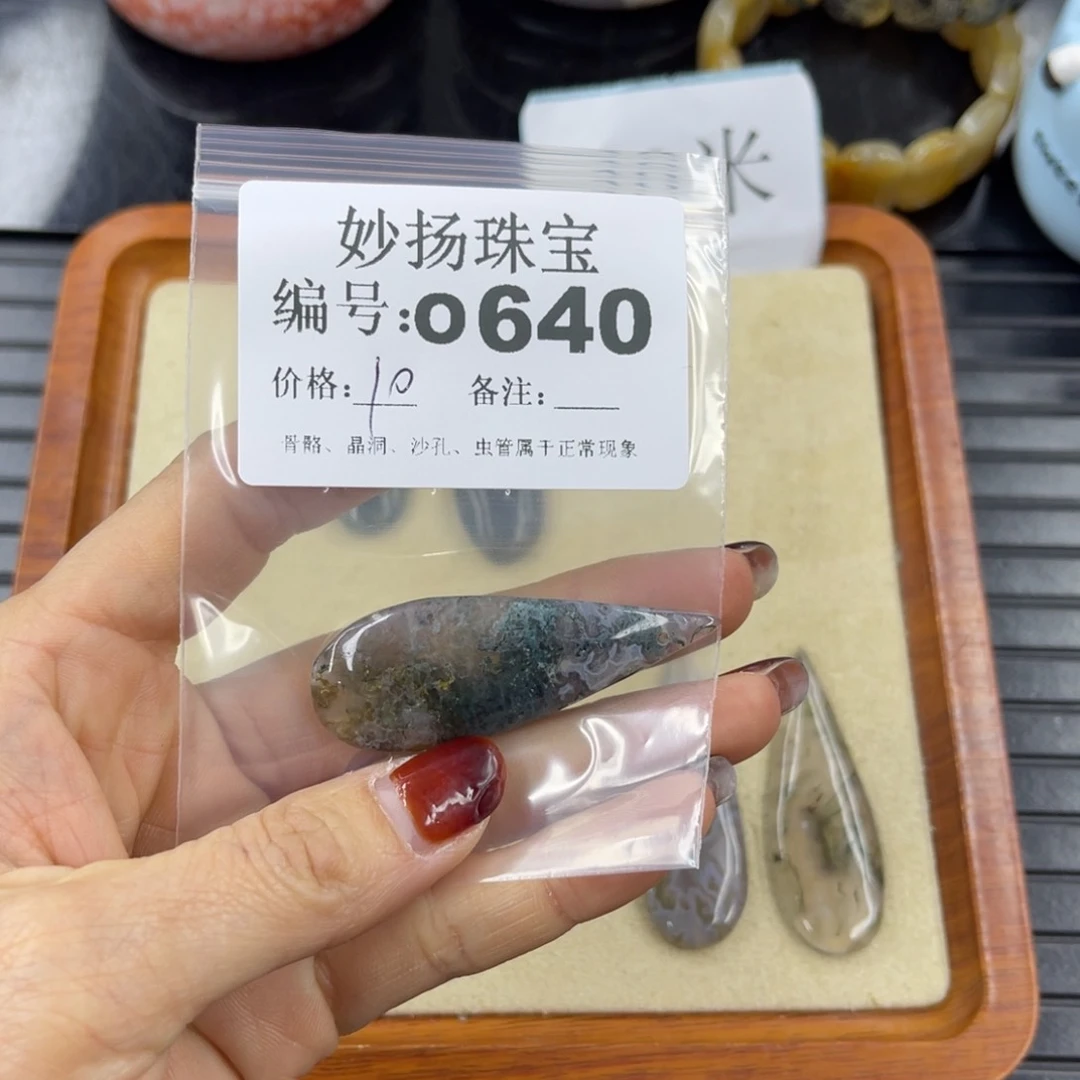 米
妙扬珠宝
编号:o640
价格:10 备注:
骨骼、晶洞、沙孔、虫管属于正常现象